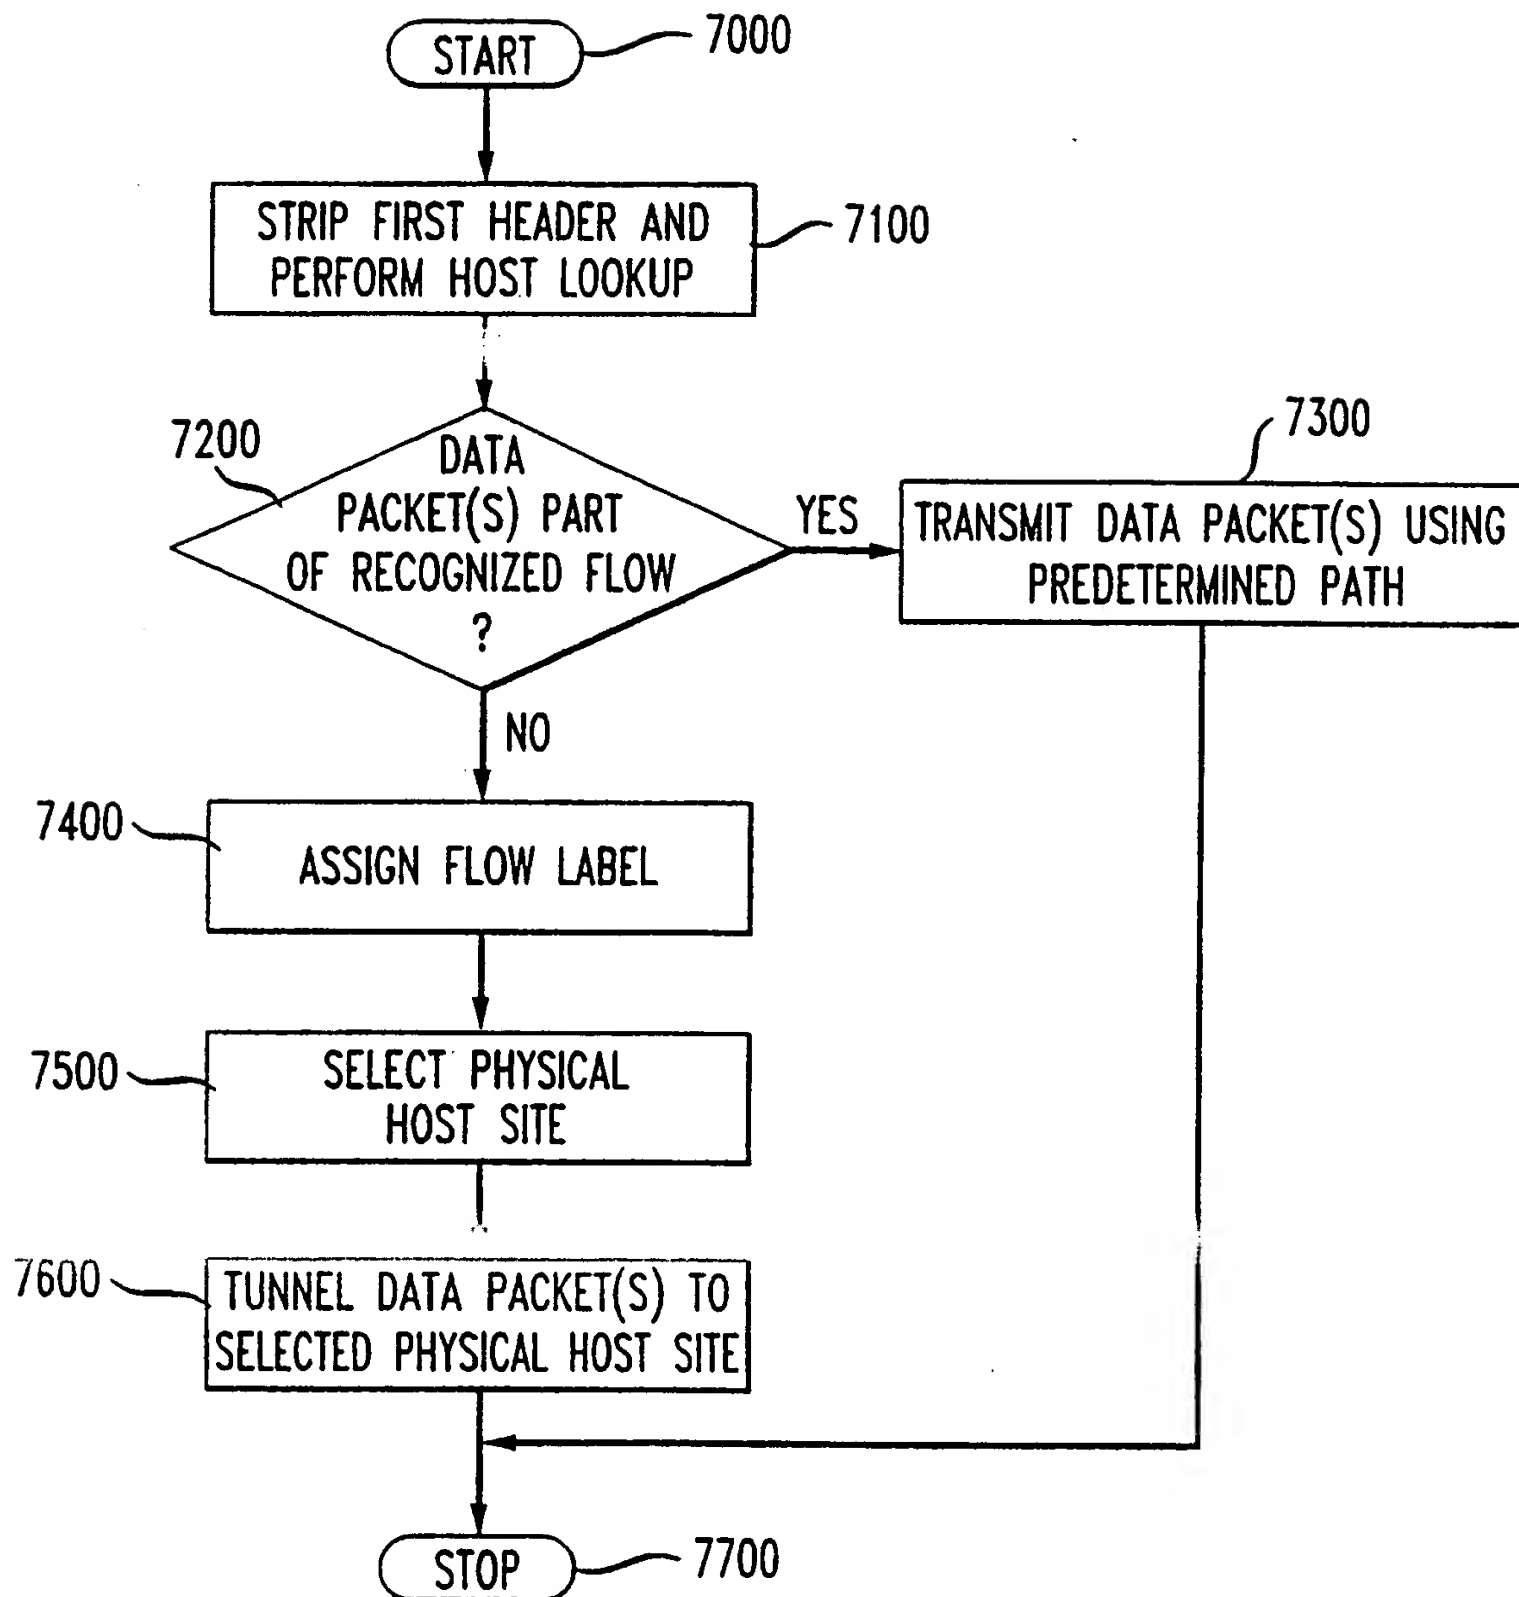 START
7000
STRIP FIRST HEADER AND
PERFORM HOST LOOKUP
7100
7200
DATA
PACKET(S) PART
OF RECOGNIZED FLOW
?
YES
7300
TRANSMIT DATA PACKET(S) USING
PREDETERMINED PATH
NO
7400
ASSIGN FLOW LABEL
7500
SELECT PHYSICAL
HOST SITE
7600
TUNNEL DATA PACKET(S) TO
SELECTED PHYSICAL HOST SITE
STOP
7700